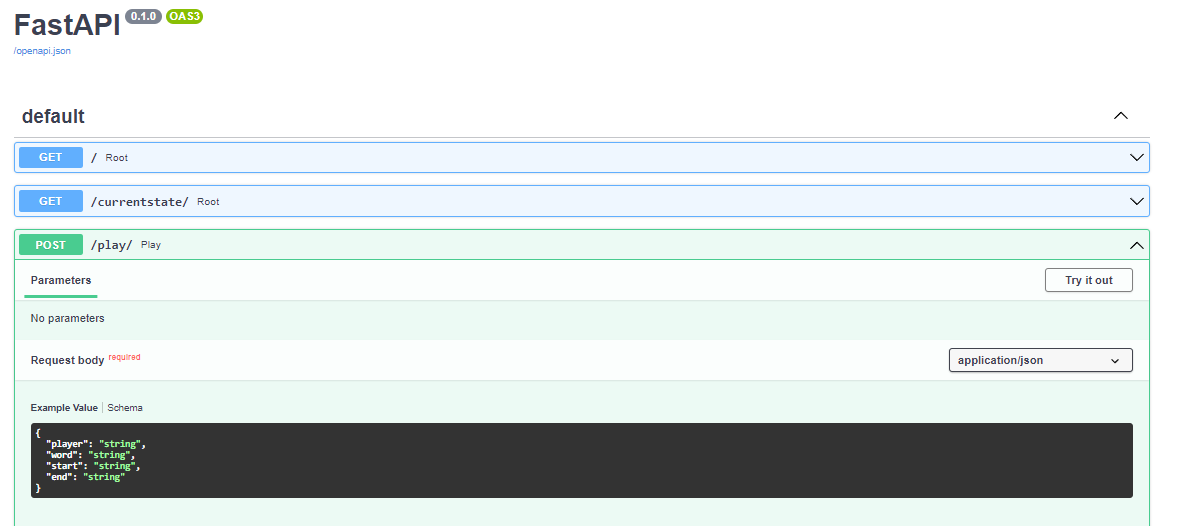 FastAPI 0.1.0 OAS3
/openapi.json
default
GET / Root
GET /currentstate/ Root
POST /play/ Play
Parameters Try it out
No parameters
Request body required application/json
Example Value Schema
{
"player": "string",
"word": "string",
"start": "string",
"end": "string"
}